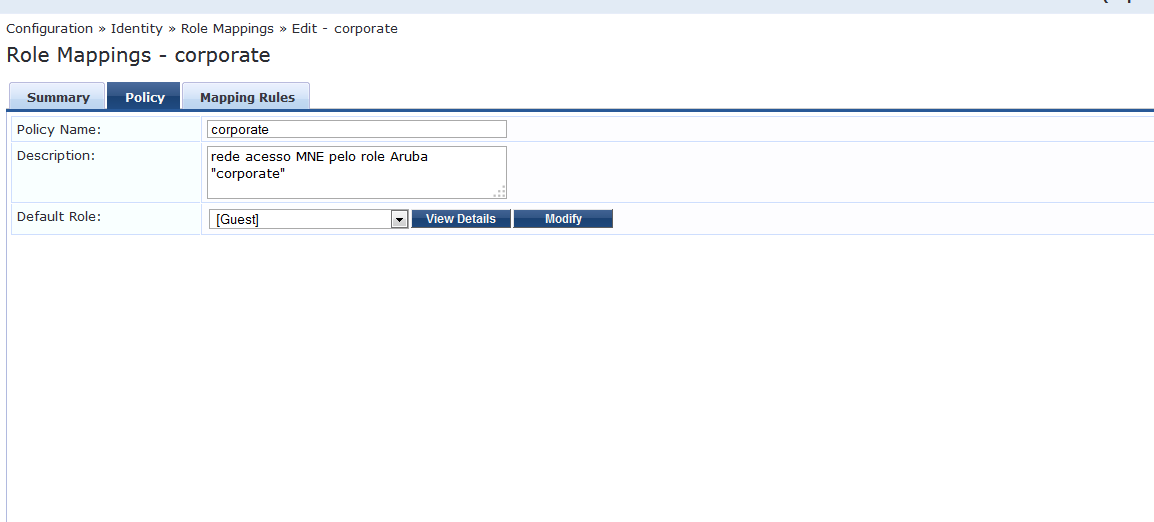 Configuration » Identity » Role Mappings » Edit - corporate
Role Mappings - corporate
Summary Policy Mapping Rules
Policy Name: corporate
Description: rede acesso MNE pelo role Aruba
"corporate"
Default Role: [Guest] View Details Modify